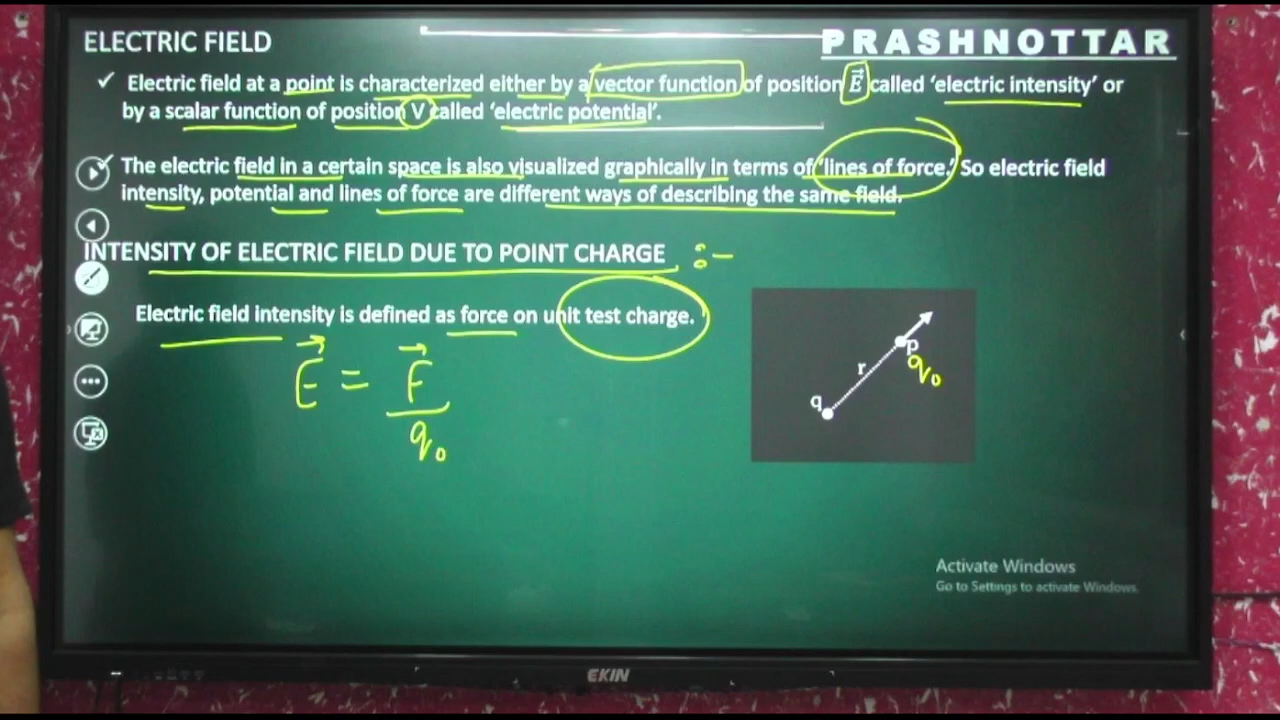 ELECTRIC FIELD
PRASHNOTTAR
✓ Electric field at a point is characterized either by a vector function of position E⃗ called ‘electric intensity’ or
by a scalar function of position V called ‘electric potential’.
✓ The electric field in a certain space is also visualized graphically in terms of ‘lines of force.’ So electric field
intensity, potential and lines of force are different ways of describing the same field.
INTENSITY OF ELECTRIC FIELD DUE TO POINT CHARGE :-
Electric field intensity is defined as force on unit test charge.
E⃗ = F⃗ / q₀
p
q₀
r
q
Activate Windows
Go to Settings to activate Windows.
EKIN